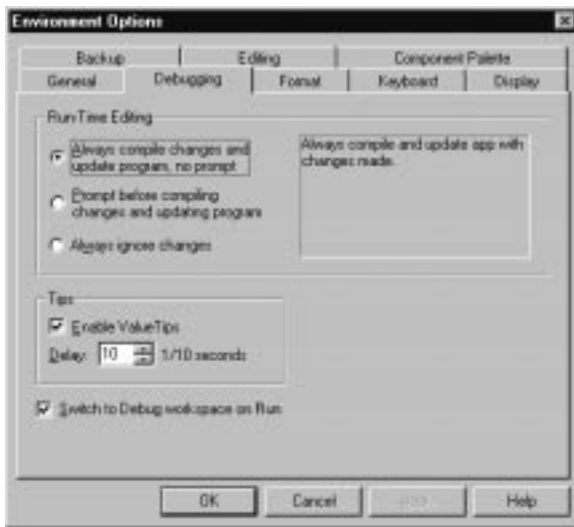 Environment Options
Backup
Editing
Component Palette
General
Debugging
Format
Keyboard
Display
Run-Time Editing
Always compile changes and
update program, no prompt
Always compile and update app with
changes made.
Prompt before compiling
changes and updating program
Always ignore changes
Tips
Enable ValueTips
Delay: 10 1/10 seconds
Switch to Debug workspace on Run
OK
Cancel
Help